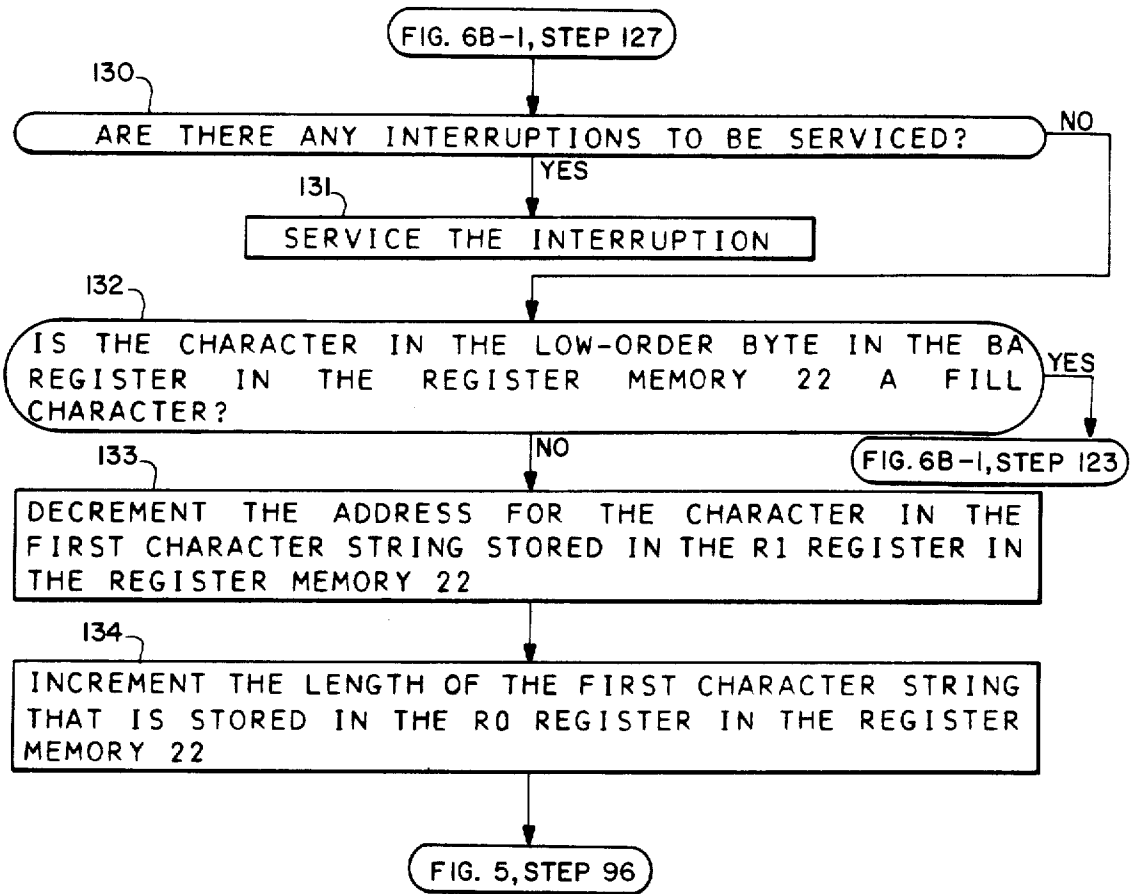 FIG. 6B-1, STEP 127
130
ARE THERE ANY INTERRUPTIONS TO BE SERVICED?
NO
YES
131
SERVICE THE INTERRUPTION
132
IS THE CHARACTER IN THE LOW-ORDER BYTE IN THE BA
REGISTER IN THE REGISTER MEMORY 22 A FILL
CHARACTER?
YES
NO
FIG. 6B-1, STEP 123
133
DECREMENT THE ADDRESS FOR THE CHARACTER IN THE
FIRST CHARACTER STRING STORED IN THE R1 REGISTER IN
THE REGISTER MEMORY 22
134
INCREMENT THE LENGTH OF THE FIRST CHARACTER STRING
THAT IS STORED IN THE R0 REGISTER IN THE REGISTER
MEMORY 22
FIG. 5, STEP 96